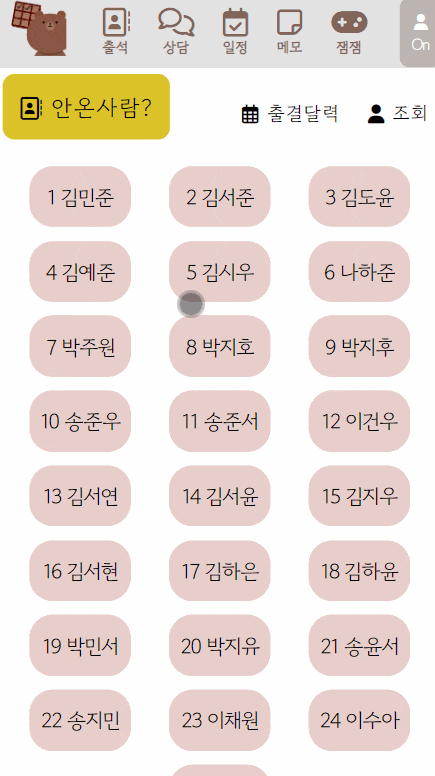 출석 상담 일정 메모 잼잼 On
안온사람? 출결달력 조회
1 김민준 2 김서준 3 김도윤
4 김예준 5 김시우 6 나하준
7 박주원 8 박지호 9 박지후
10 송준우 11 송준서 12 이건우
13 김서연 14 김서윤 15 김지우
16 김서현 17 김하은 18 김하윤
19 박민서 20 박지유 21 송윤서
22 송지민 23 이채원 24 이수아